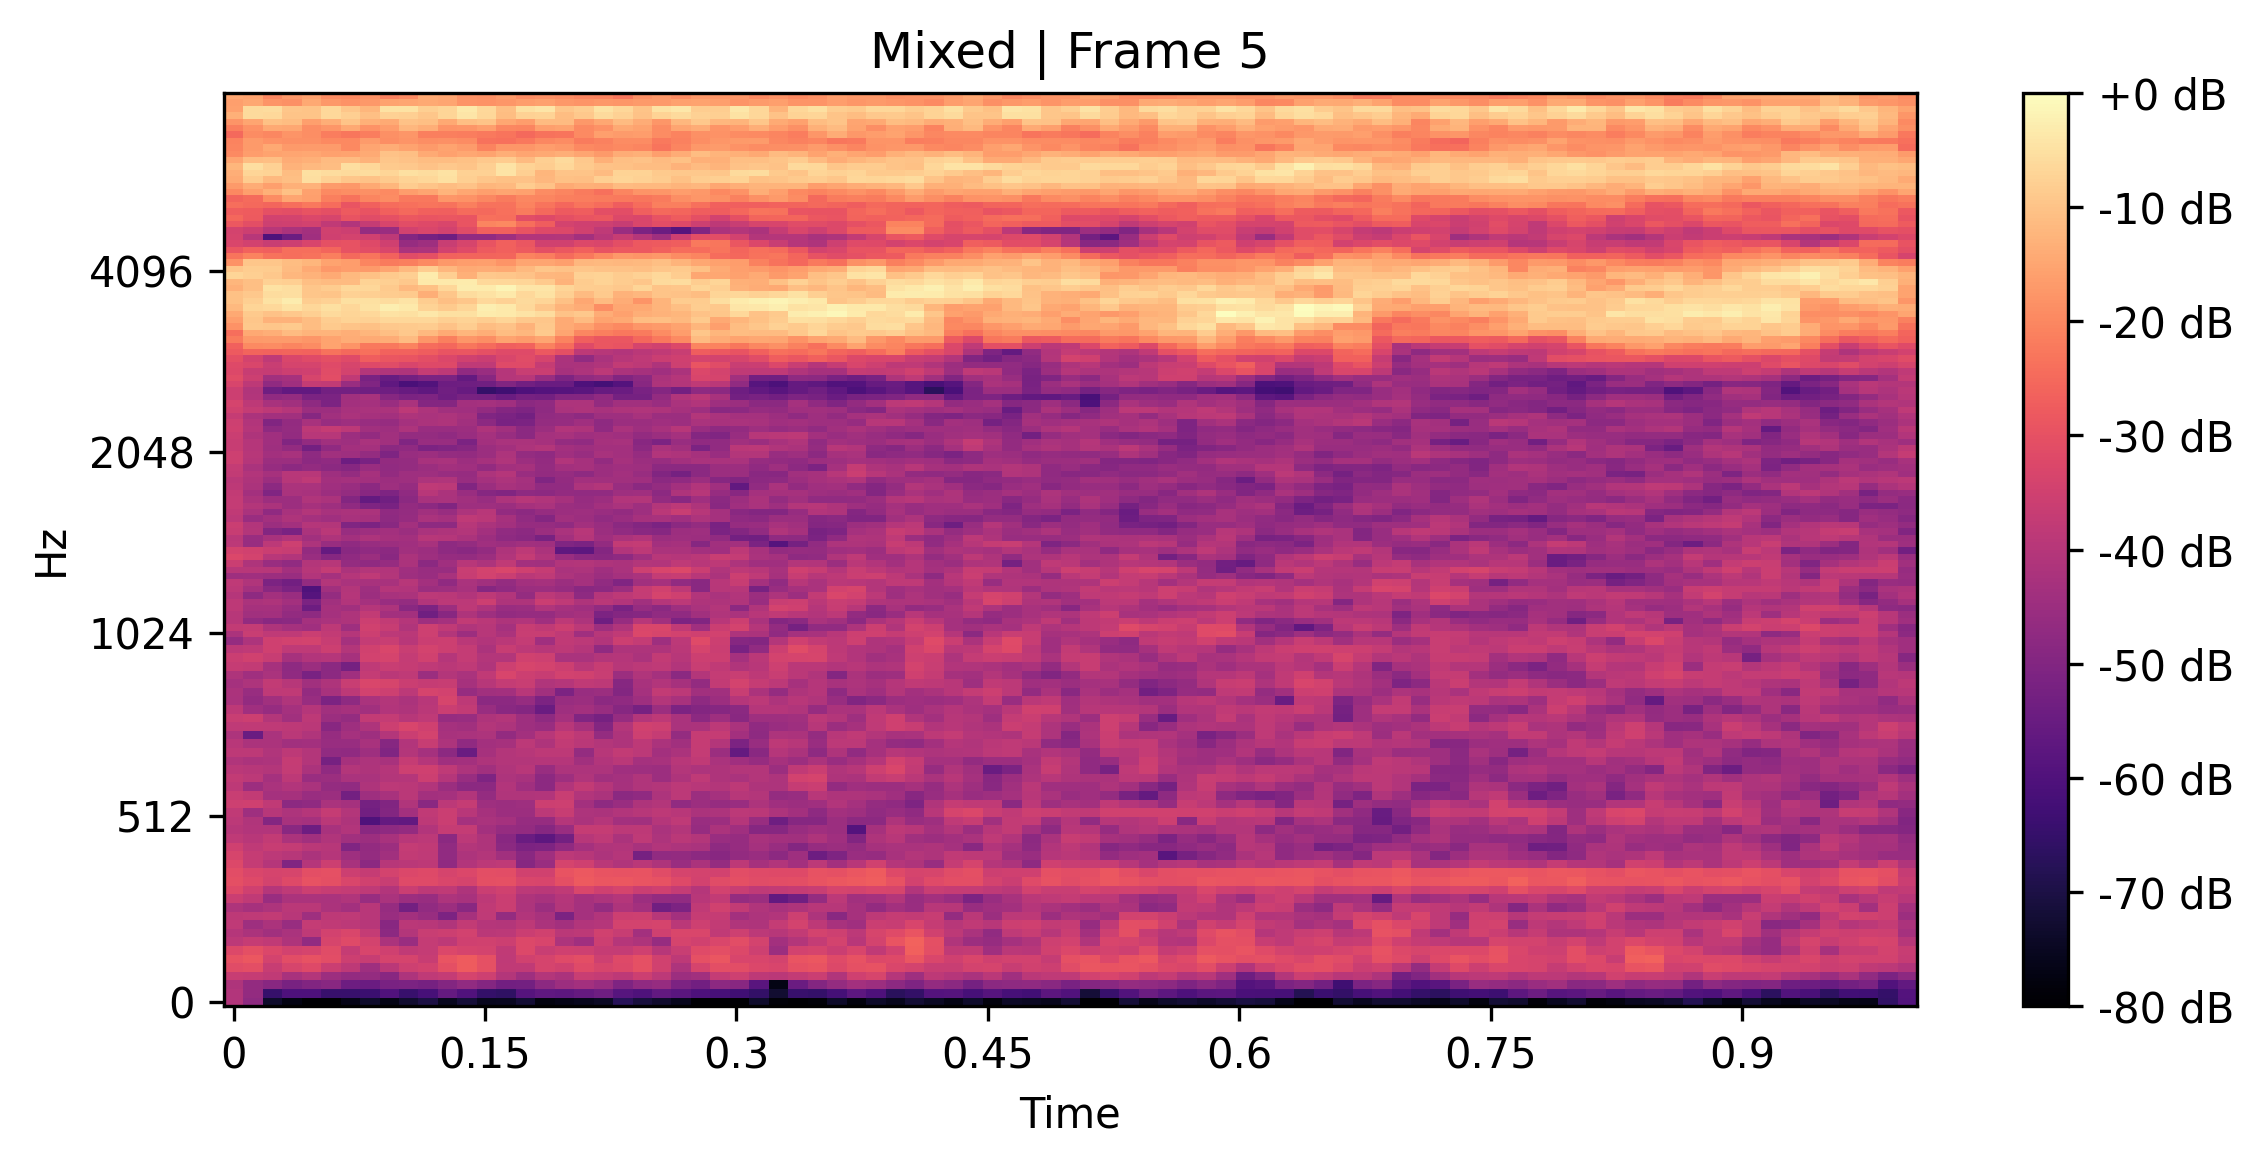 Mixed | Frame 5
+0 dB
-10 dB
-20 dB
-30 dB
-40 dB
-50 dB
-60 dB
-70 dB
-80 dB
Hz
4096
2048
1024
512
0
0 0.15 0.3 0.45 0.6 0.75 0.9
Time